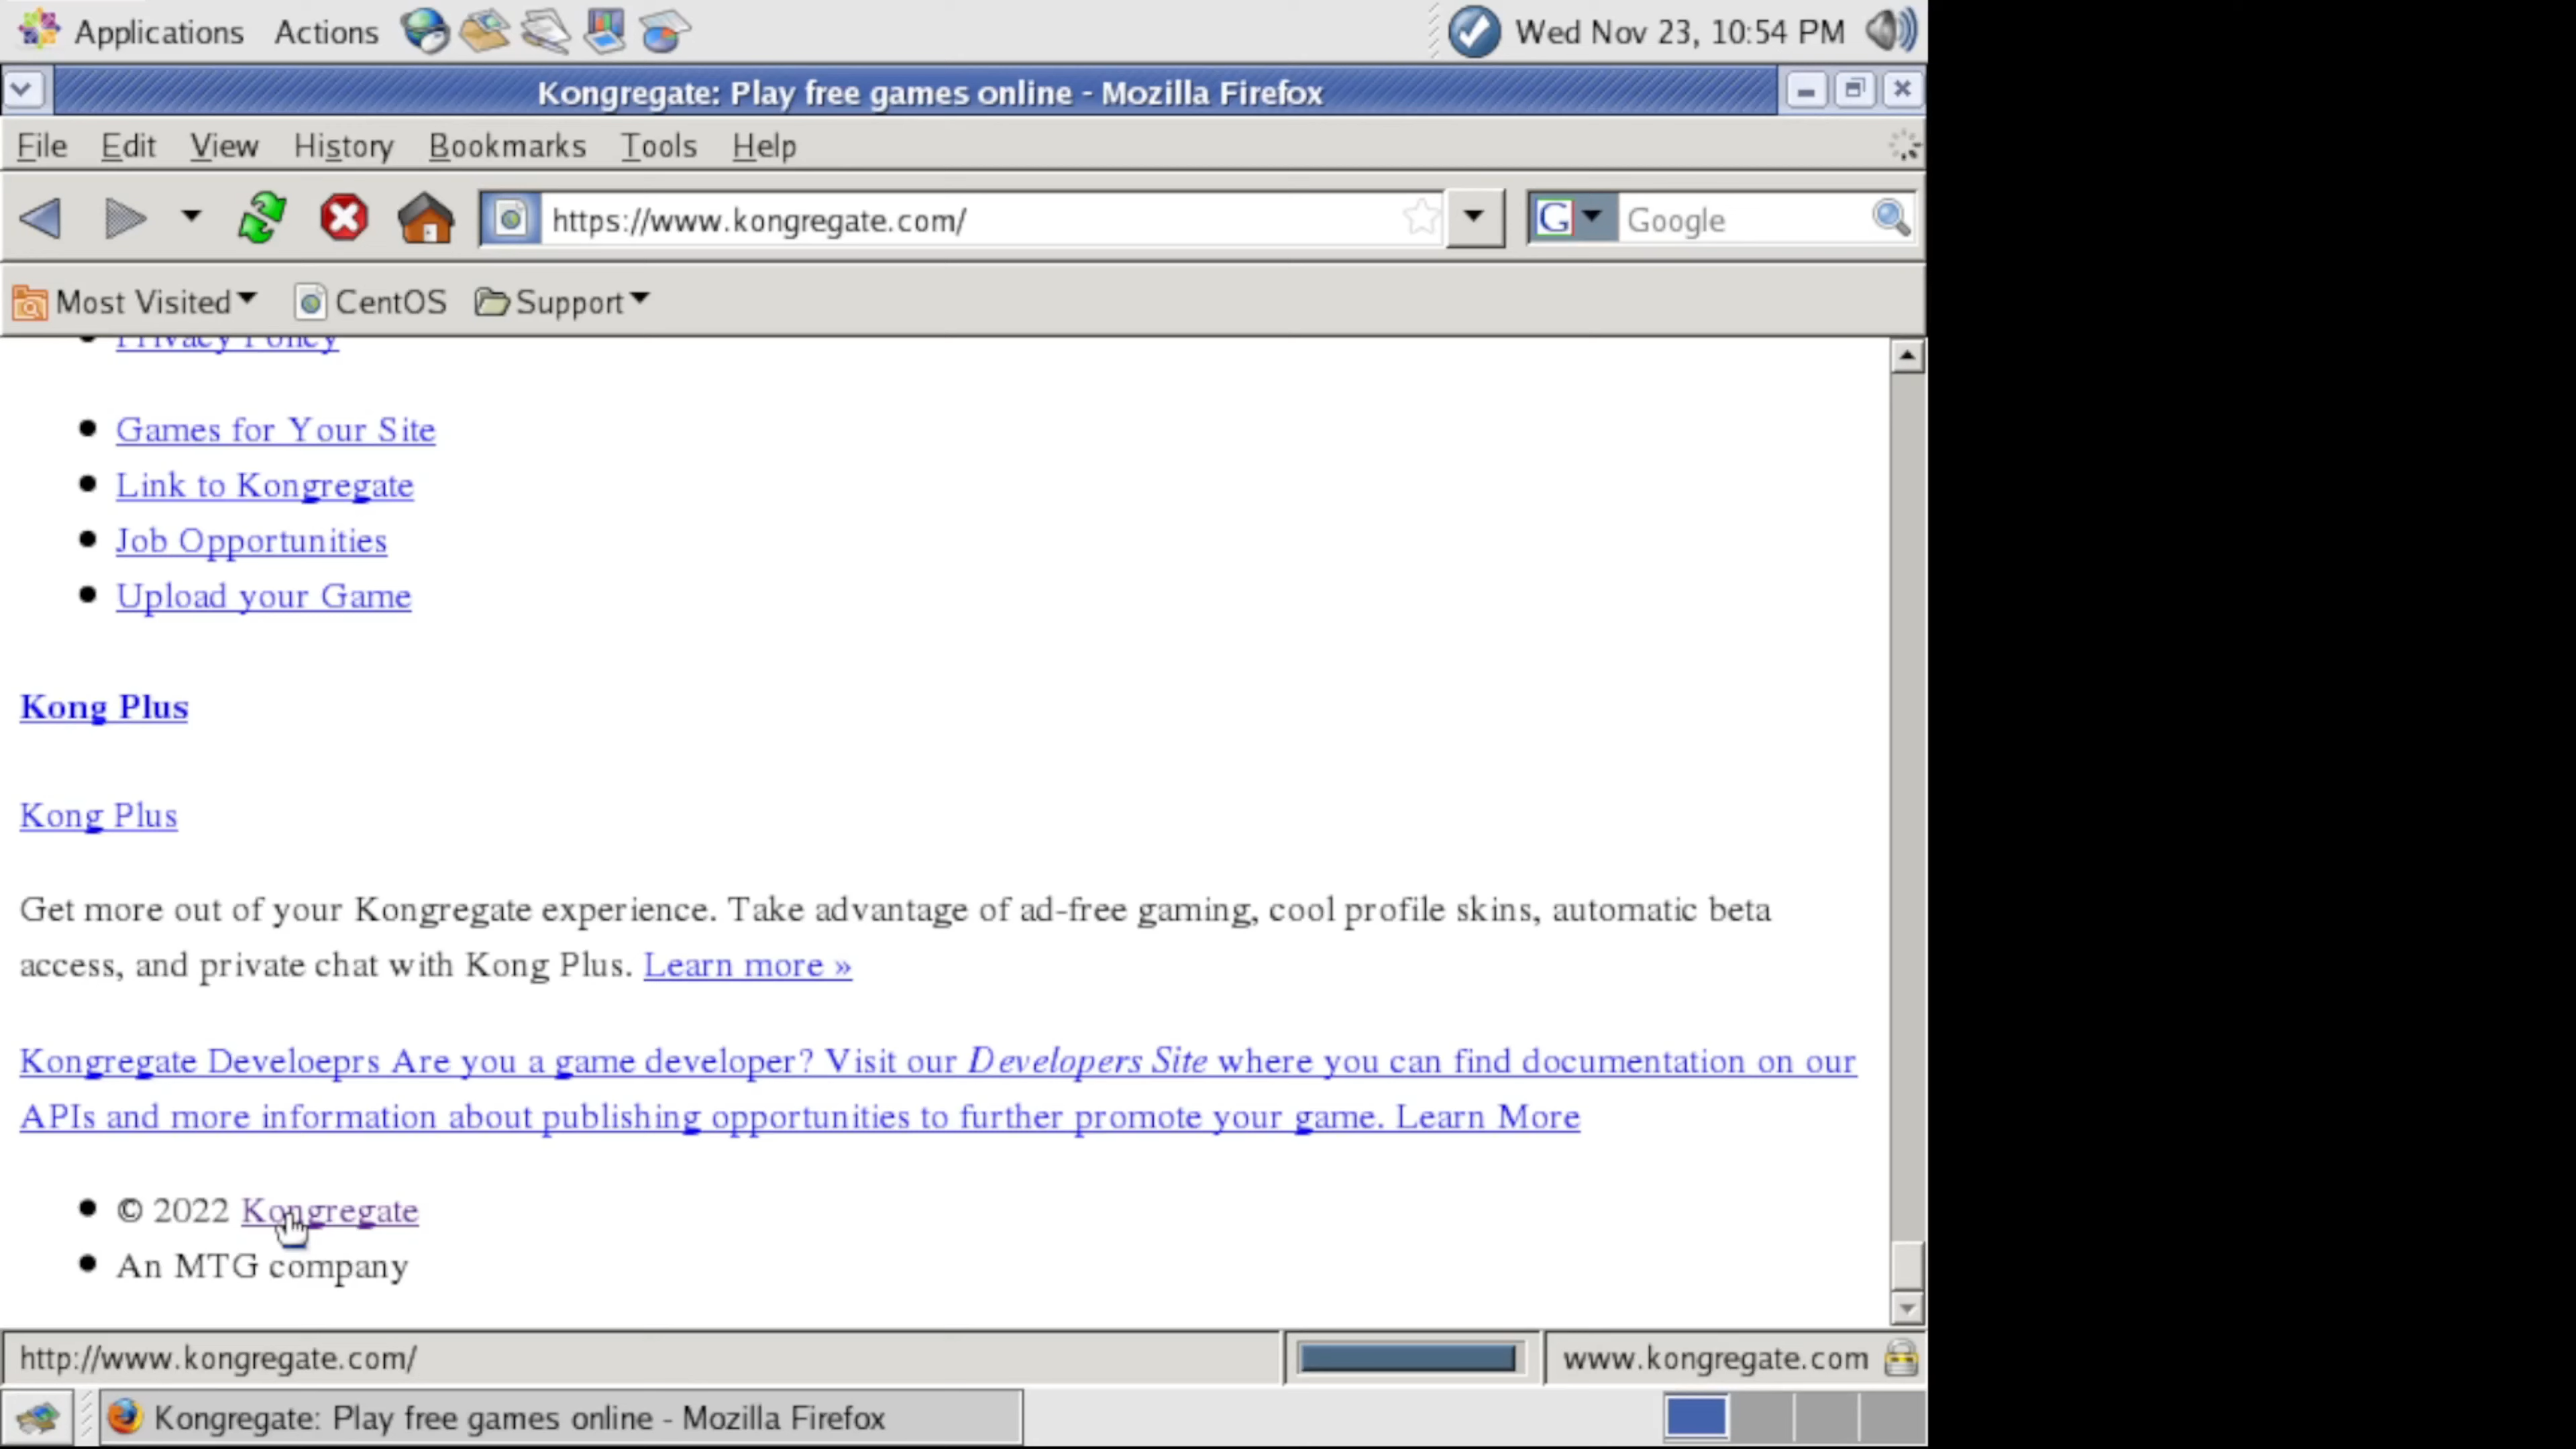 Applications Actions Wed Nov 23, 10:54 PM
Kongregate: Play free games online - Mozilla Firefox
File Edit View History Bookmarks Tools Help
https://www.kongregate.com/ G Google
Most Visited CentOS Support
Privacy Policy
Games for Your Site
Link to Kongregate
Job Opportunities
Upload your Game
Kong Plus
Kong Plus
Get more out of your Kongregate experience. Take advantage of ad-free gaming, cool profile skins, automatic beta
access, and private chat with Kong Plus. Learn more »
Kongregate Develoeprs Are you a game developer? Visit our Developers Site where you can find documentation on our
APIs and more information about publishing opportunities to further promote your game. Learn More
© 2022 Kongregate
An MTG company
http://www.kongregate.com/ www.kongregate.com
Kongregate: Play free games online - Mozilla Firefox